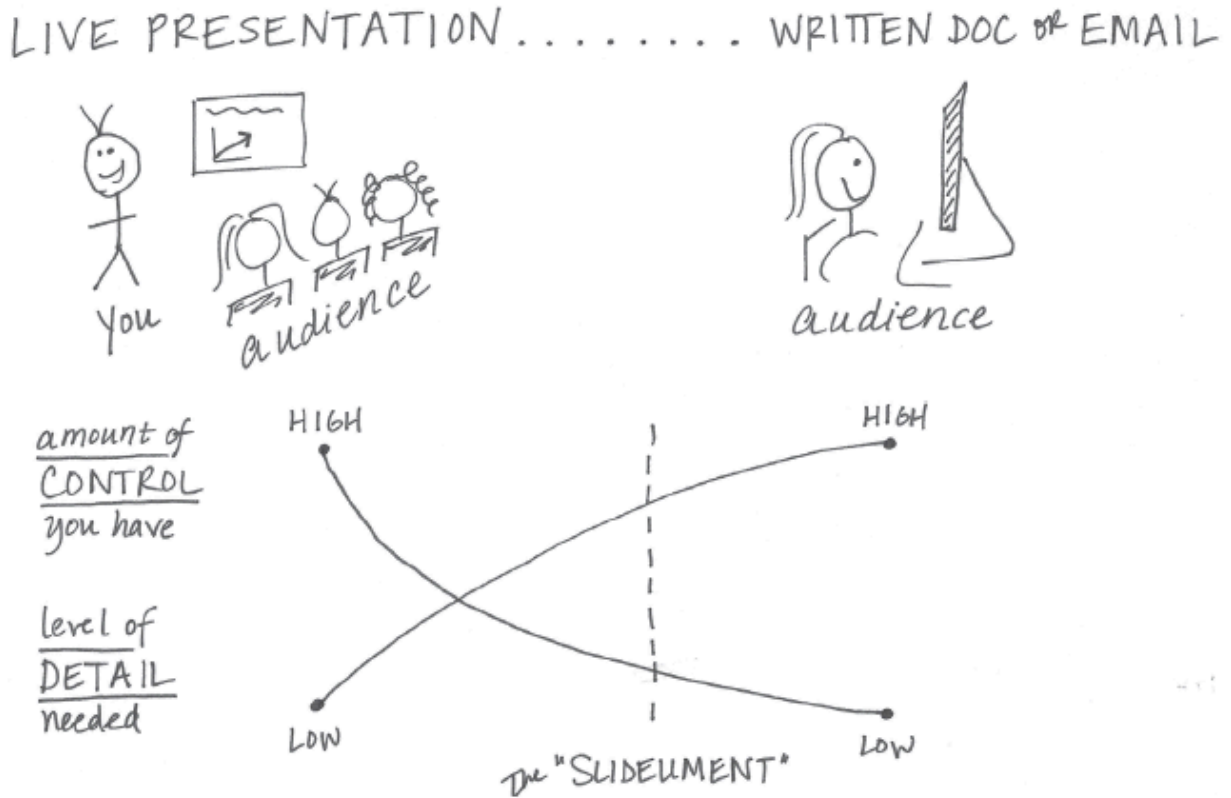 LIVE PRESENTATION ........ WRITTEN DOC OR EMAIL
you
audience
audience
amount of
CONTROL
you have
HIGH
HIGH
level of
DETAIL
needed
LOW
LOW
The "SLIDEUMENT"